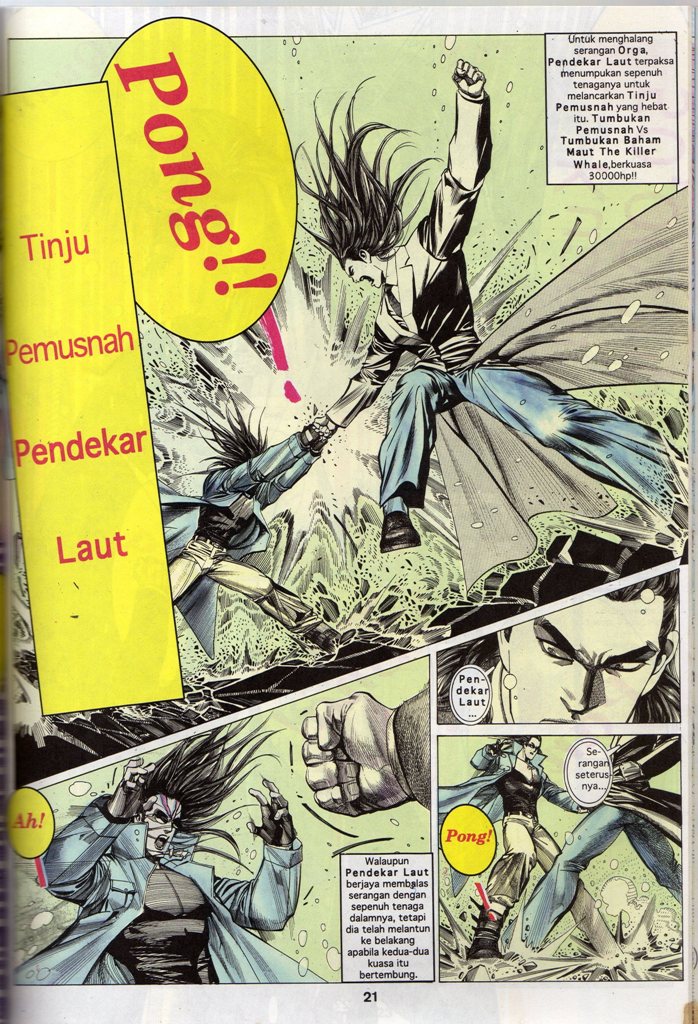 Pong!!
Tinju
Pemusnah
Pendekar
Laut
Untuk menghalang
serangan Orga,
Pendekar Laut terpaksa
menumpukan sepenuh
tenaganya untuk
melancarkan Tinju
Pemusnah yang hebat
itu. Tumbukan
Pemusnah Vs
Tumbukan Baham
Maut The Killer
Whale,berkuasa
30000hp!!
Pen-
dekar
Laut
...
Ah!
Walaupun
Pendekar Laut
berjaya membalas
serangan dengan
sepenuh tenaga
dalamnya, tetapi
dia telah melantun
ke belakang
apabila kedua-dua
kuasa itu
bertembung.
Pong!
Se-
rangan
seterus
nya...
21